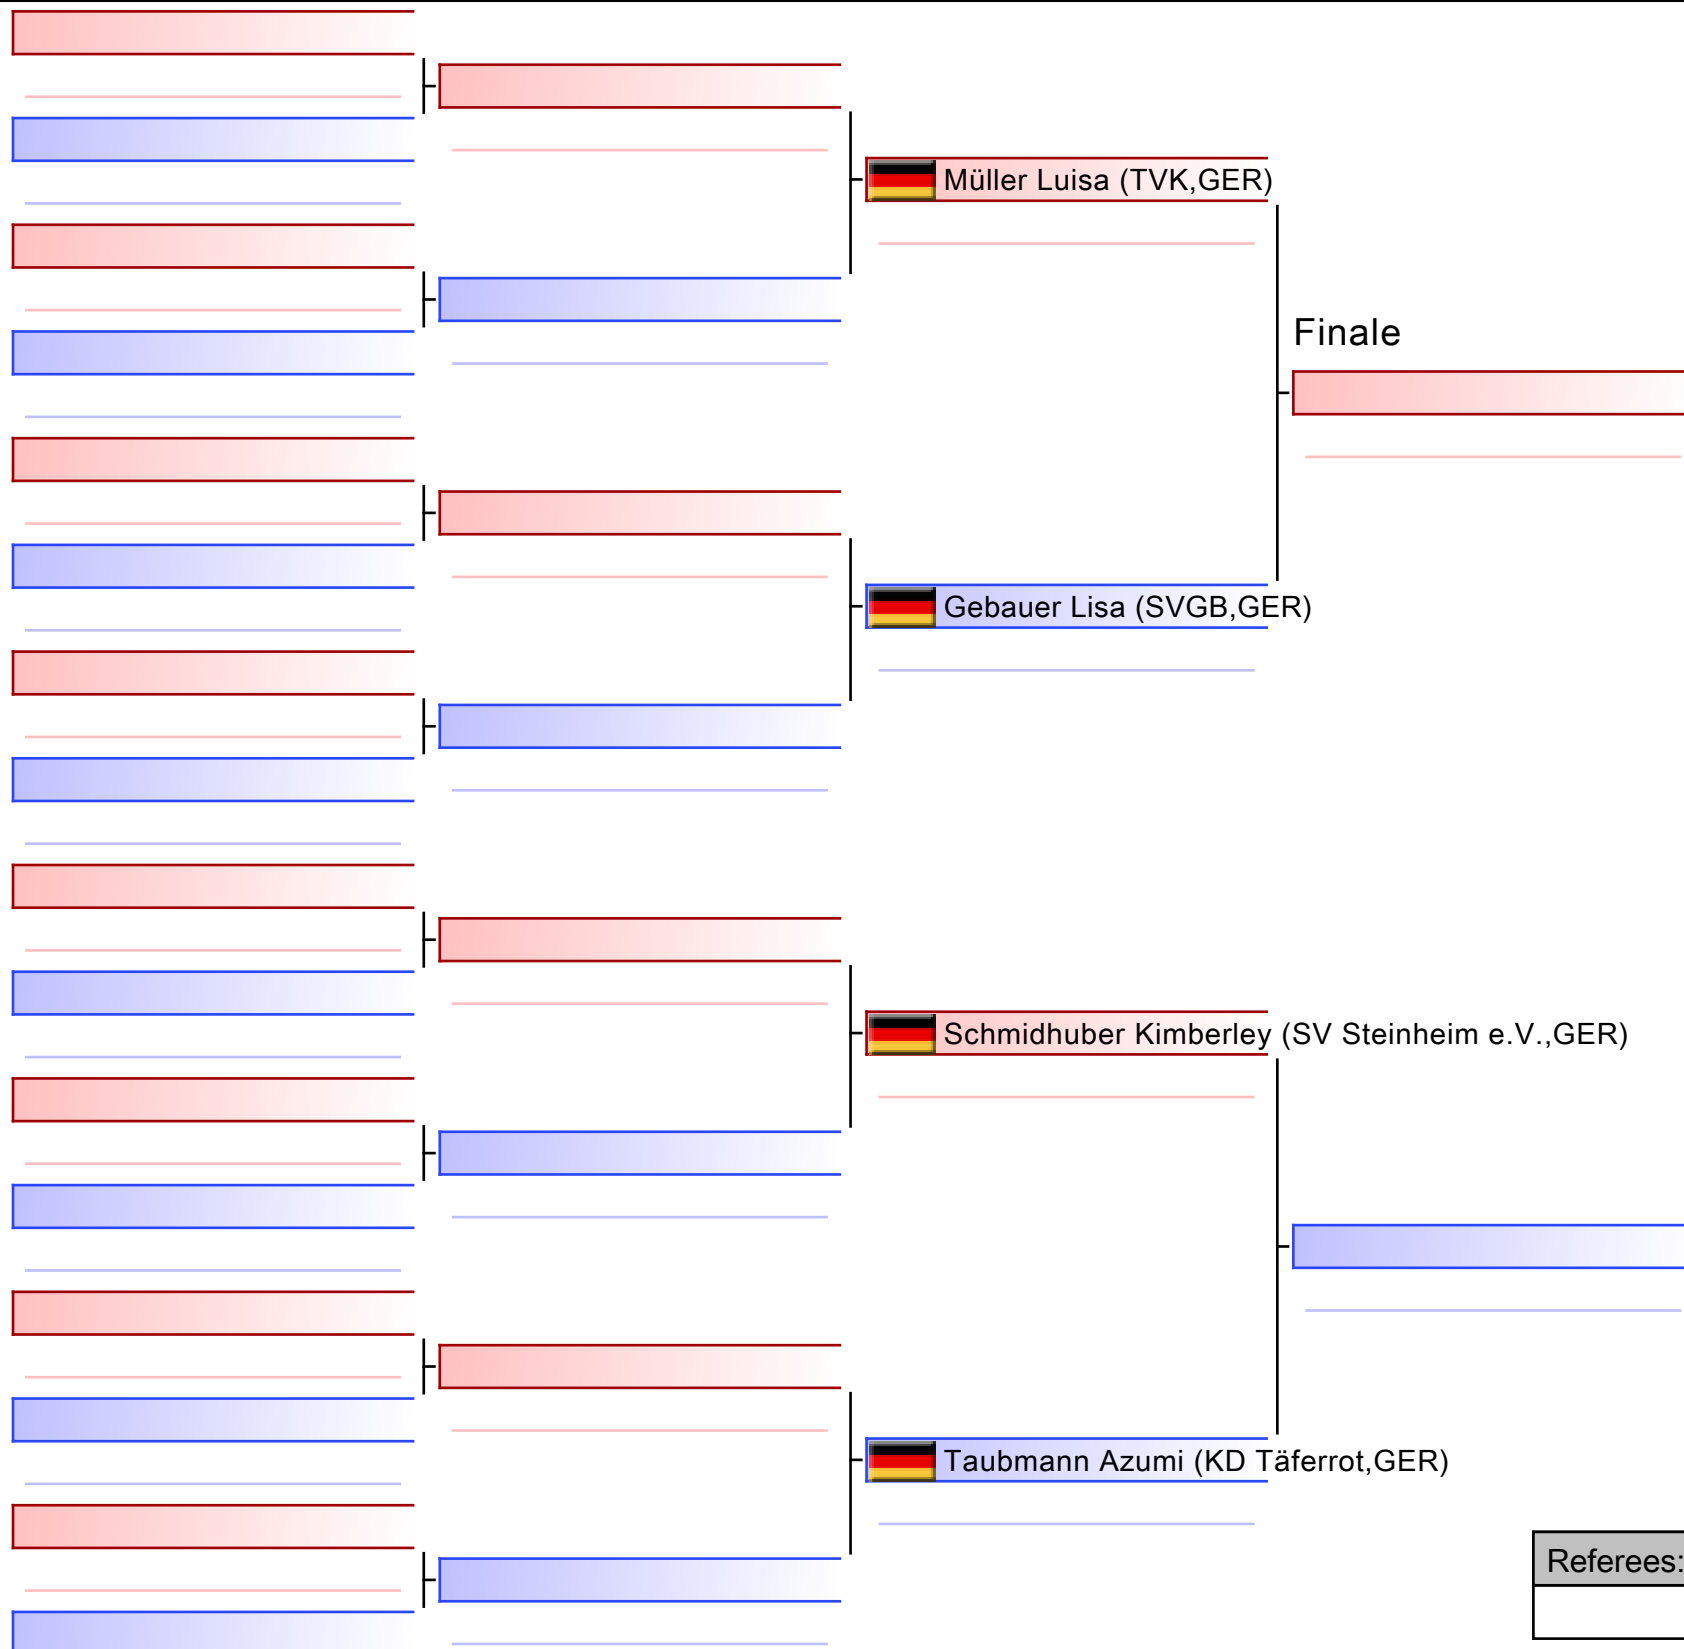 Müller Luisa (TVK,GER)
Finale
Gebauer Lisa (SVGB,GER)
Schmidhuber Kimberley (SV Steinheim e.V.,GER)
Taubmann Azumi (KD Täferrot,GER)
Referees: